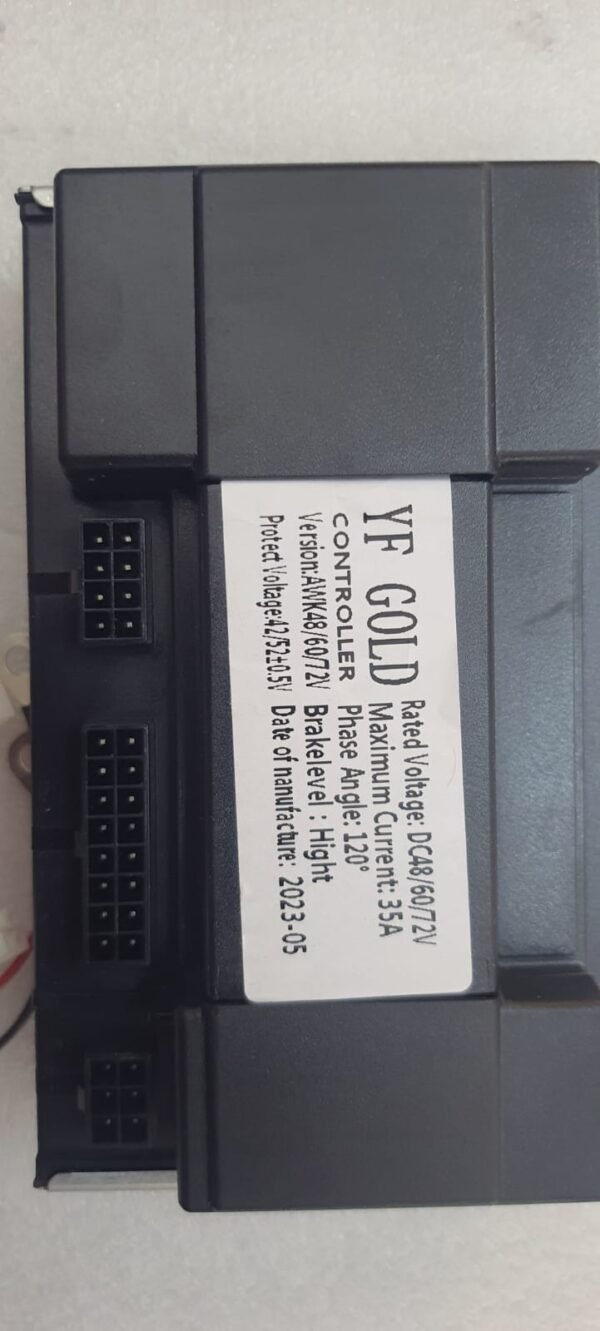 YF GOLD
CONTROLLER
Version:AWK48/60/72V
Protect Voltage:42/52±0.5V
Rated Voltage: DC48/60/72V
Maximum Current: 35A
Phase Angle: 120°
Brakelevel : Hight
Date of nanufacture: 2023-05